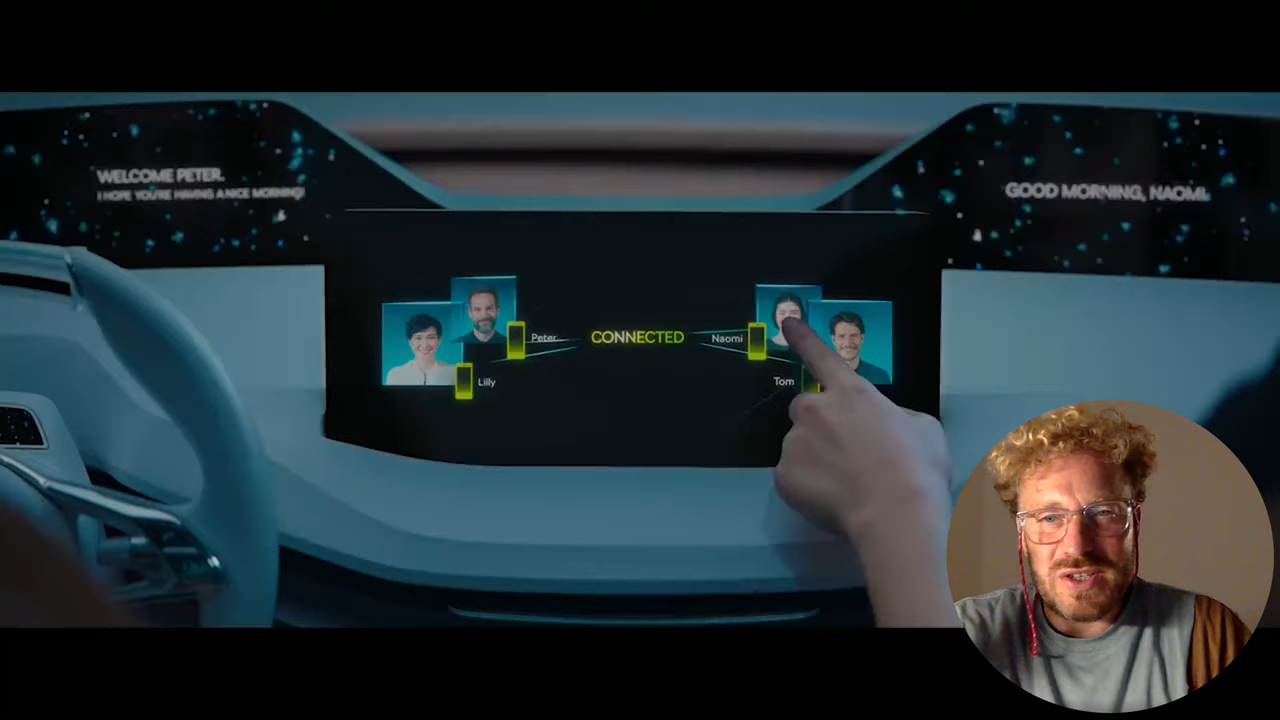 WELCOME PETER.
I HOPE YOU'RE HAVING A NICE MORNING!
GOOD MORNING, NAOMI.
Peter
CONNECTED
Naomi
Lilly
Tom